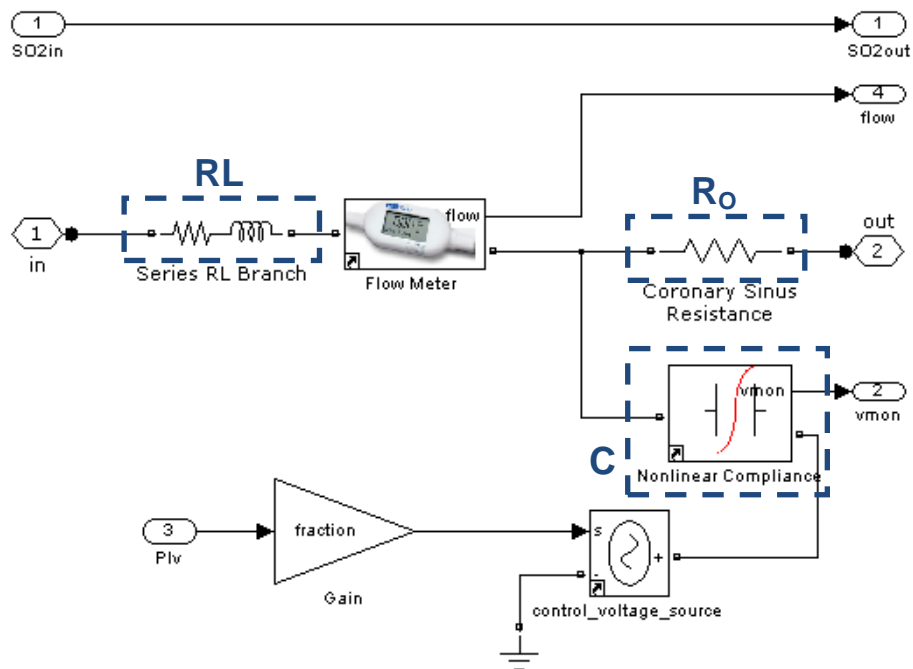 1
SO2in
1
SO2out
4
flow
RL
1
in
Series RL Branch
flow
Flow Meter
RO
Coronary Sinus
Resistance
out
2
C
vmon
Nonlinear Compliance
2
vmon
3
Plv
fraction
Gain
s
+
-
control_voltage_source